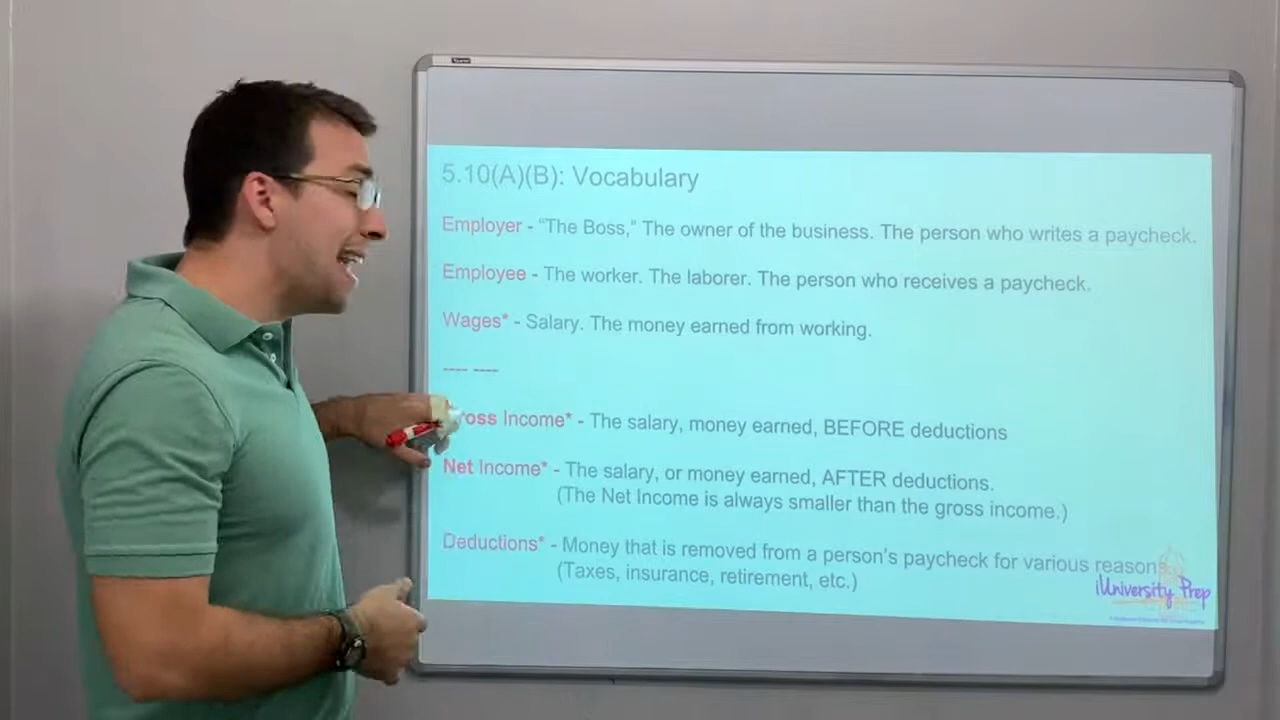 5.10(A)(B): Vocabulary
Employer - “The Boss,” The owner of the business. The person who writes a paycheck.
Employee - The worker. The laborer. The person who receives a paycheck.
Wages* - Salary. The money earned from working.
---- ----
ross Income* - The salary, money earned, BEFORE deductions
Net Income* - The salary, or money earned, AFTER deductions.
(The Net Income is always smaller than the gross income.)
Deductions* - Money that is removed from a person's paycheck for various reason
(Taxes, insurance, retirement, etc.)
iUniversity Prep